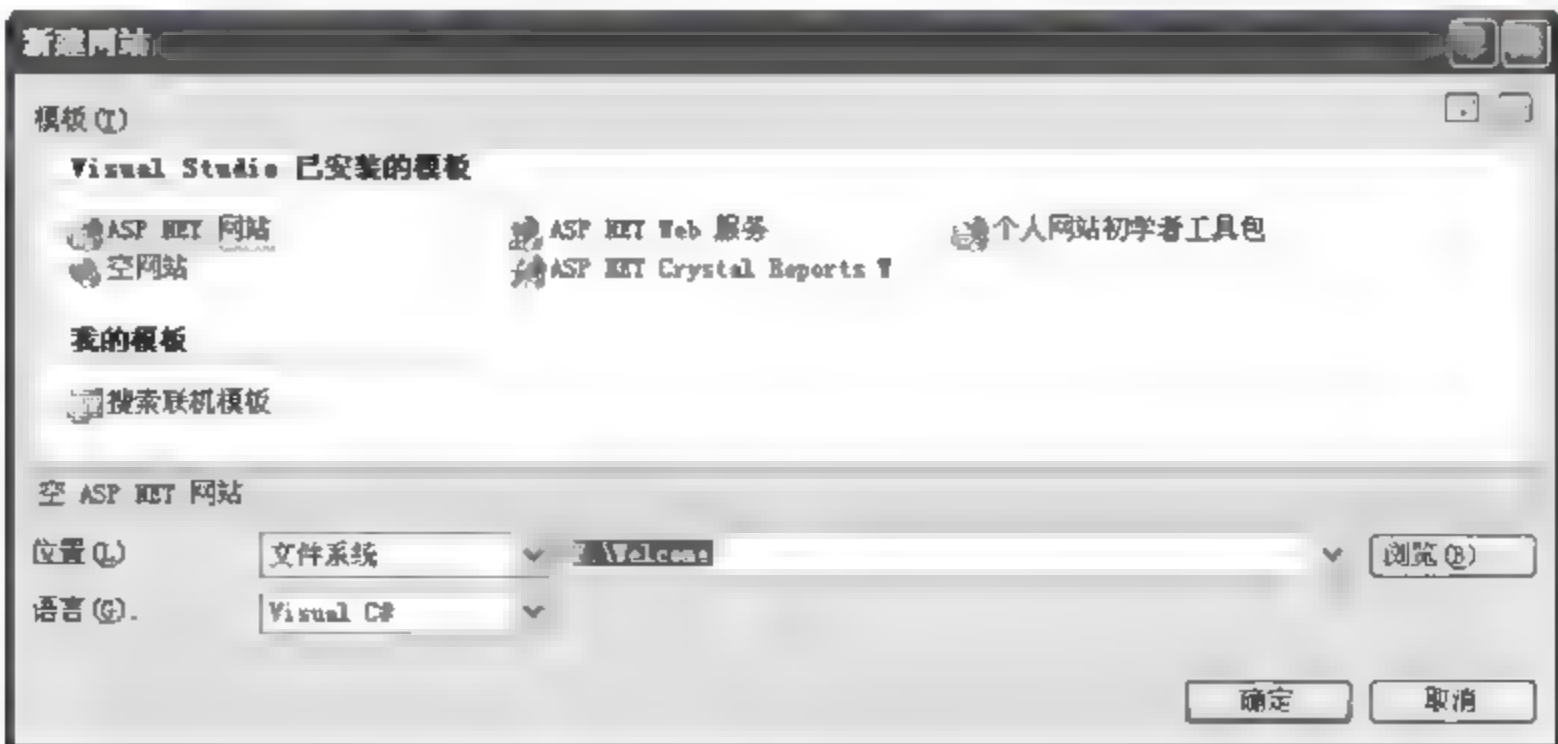 新建网站
模板(T)
Visual Studio 已安装的模板
ASP NET 网站
ASP NET Web 服务
个人网站初学者工具包
空网站
ASP NET Crystal Reports W
我的模板
搜索联机模板
空 ASP NET 网站
位置(L)
文件系统
\Welcome
浏览(B)
语言(G).
Visual C#
确定
取消